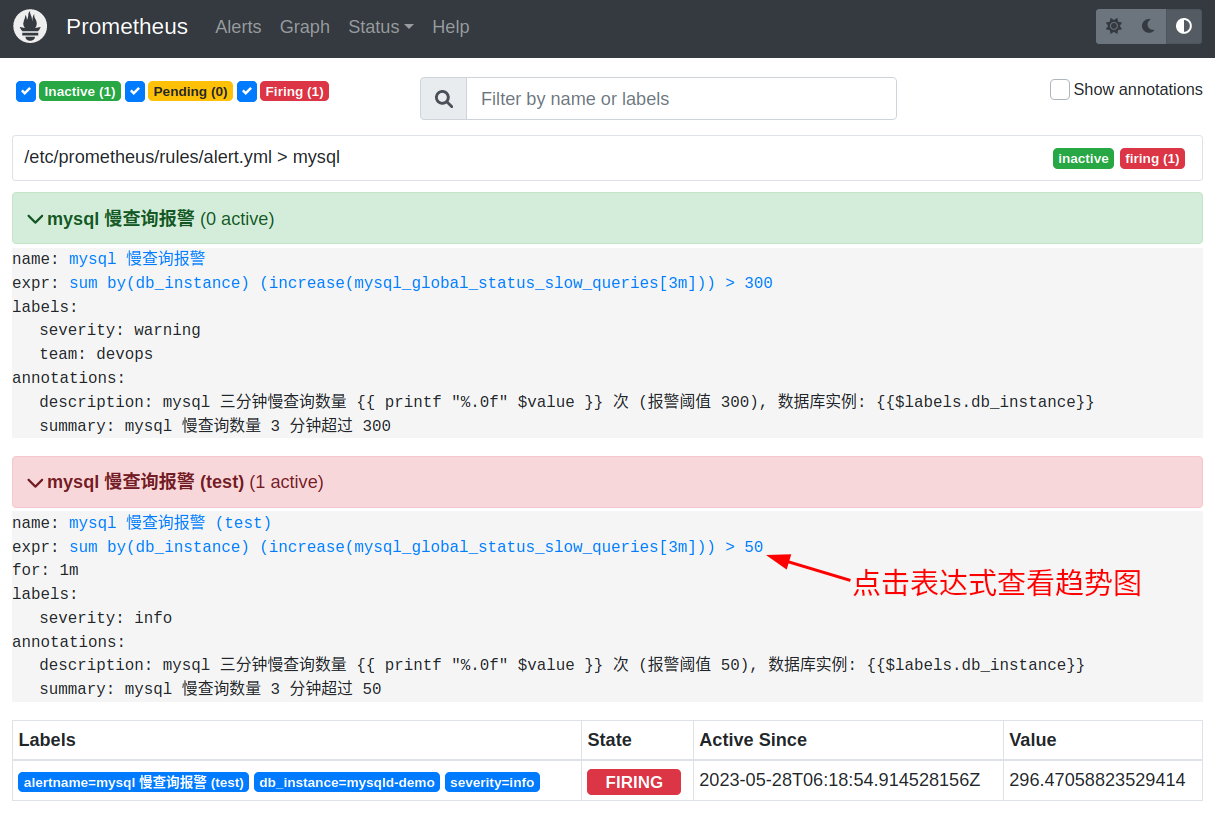 Prometheus Alerts Graph Status Help
Inactive (1) Pending (0) Firing (1) Filter by name or labels Show annotations
/etc/prometheus/rules/alert.yml > mysql inactive firing (1)
mysql 慢查询报警 (0 active)
name: mysql 慢查询报警
expr: sum by(db_instance) (increase(mysql_global_status_slow_queries[3m])) > 300
labels:
severity: warning
team: devops
annotations:
description: mysql 三分钟慢查询数量 {{ printf "%.0f" $value }} 次 (报警阈值 300), 数据库实例: {{$labels.db_instance}}
summary: mysql 慢查询数量 3 分钟超过 300
mysql 慢查询报警 (test) (1 active)
name: mysql 慢查询报警 (test)
expr: sum by(db_instance) (increase(mysql_global_status_slow_queries[3m])) > 50
for: 1m
点击表达式查看趋势图
labels:
severity: info
annotations:
description: mysql 三分钟慢查询数量 {{ printf "%.0f" $value }} 次 (报警阈值 50), 数据库实例: {{$labels.db_instance}}
summary: mysql 慢查询数量 3 分钟超过 50
Labels State Active Since Value
alertname=mysql 慢查询报警 (test) db_instance=mysqld-demo severity=info FIRING 2023-05-28T06:18:54.914528156Z 296.47058823529414